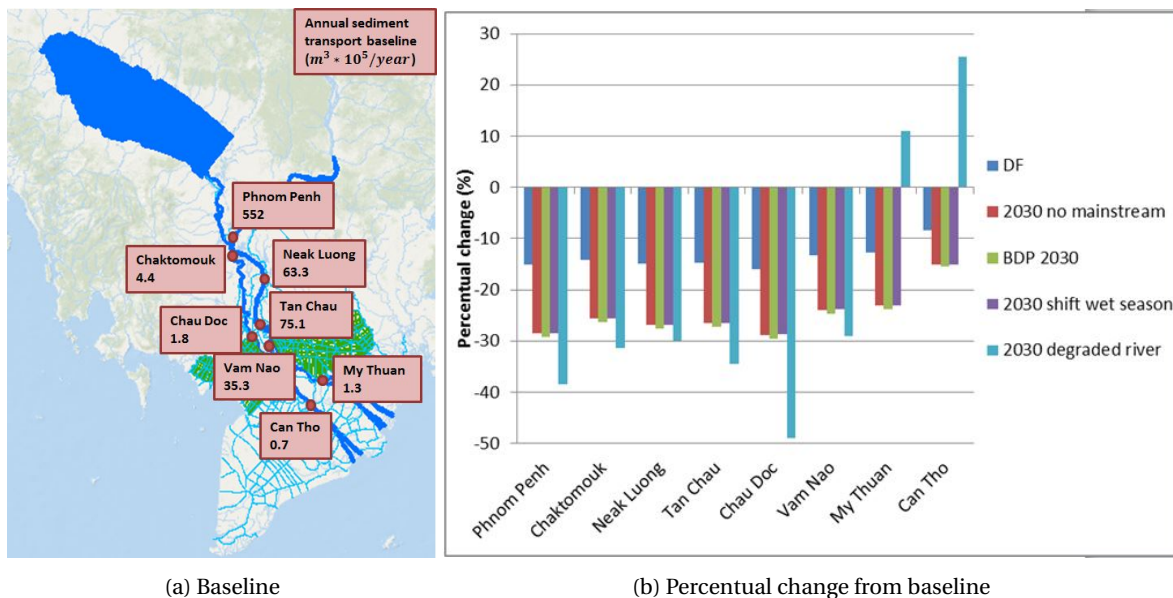 Annual sediment
transport baseline
(m³ * 10⁵/year)
Phnom Penh
552
Chaktomouk
4.4
Neak Luong
63.3
Tan Chau
75.1
Chau Doc
1.8
Vam Nao
35.3
My Thuan
1.3
Can Tho
0.7
(a) Baseline
Percentual change (%)
30
20
10
0
-10
-20
-30
-40
-50
Phnom Penh
Chaktomouk
Neak Luong
Tan Chau
Chau Doc
Vam Nao
My Thuan
Can Tho
DF
2030 no mainstream
BDP 2030
2030 shift wet season
2030 degraded river
(b) Percentual change from baseline